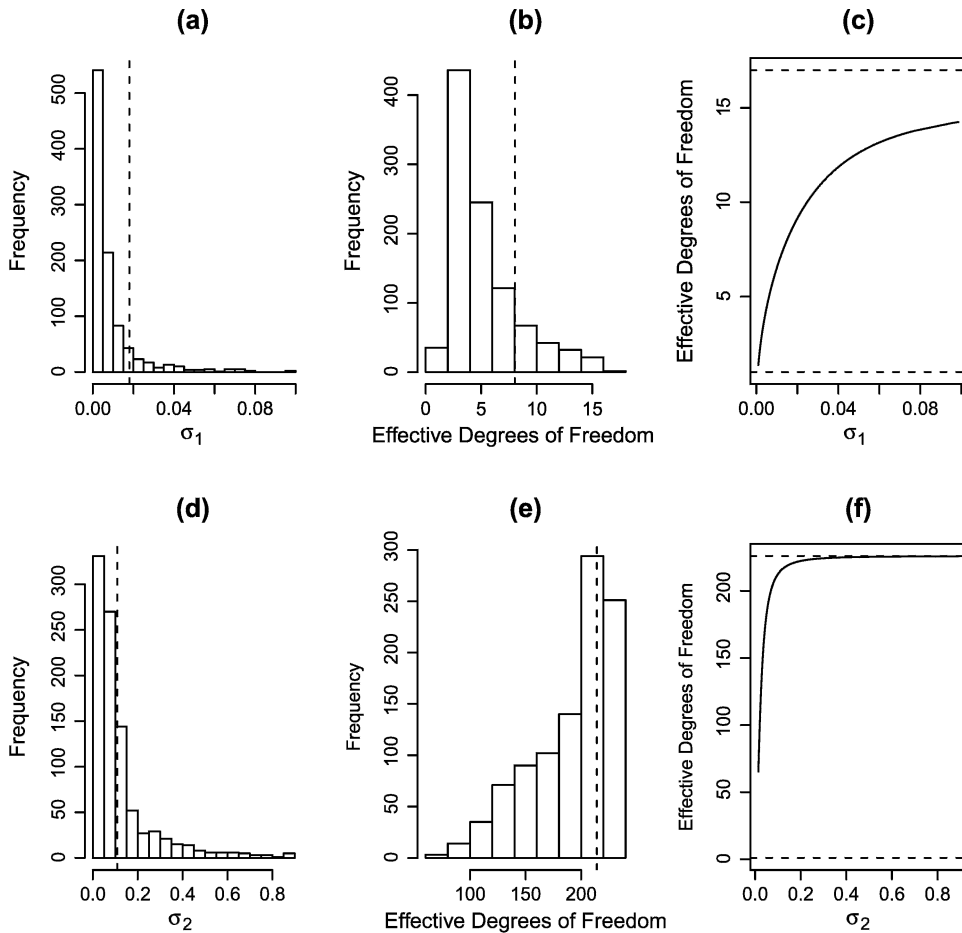 (a)
Frequency
0 100 200 300 400 500
0.00 0.04 0.08
σ1
(b)
Frequency
0 100 200 300 400
0 5 10 15
Effective Degrees of Freedom
(c)
Effective Degrees of Freedom
5 10 15
0.00 0.04 0.08
σ1
(d)
Frequency
0 50 100 150 200 250 300
0.0 0.2 0.4 0.6 0.8
σ2
(e)
Frequency
0 50 100 150 200 250 300
100 150 200
Effective Degrees of Freedom
(f)
Effective Degrees of Freedom
0 50 100 150 200
0.0 0.2 0.4 0.6 0.8
σ2